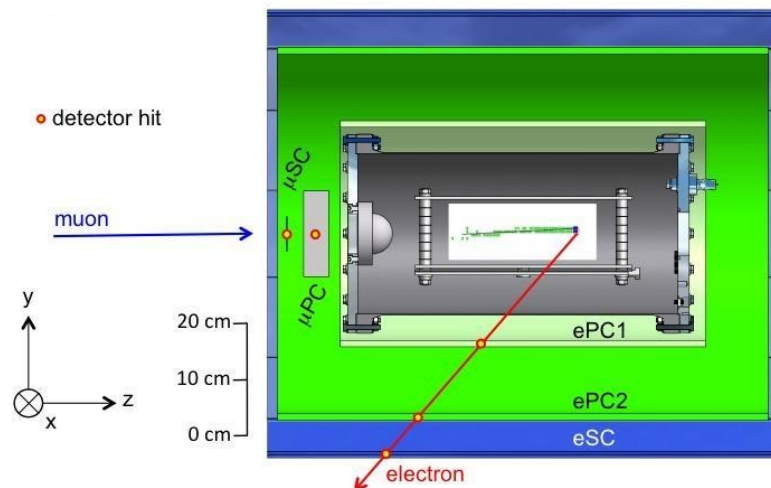 detector hit
μSC
muon
μPC
y
20 cm
ePC1
10 cm
z
ePC2
x
0 cm
eSC
electron